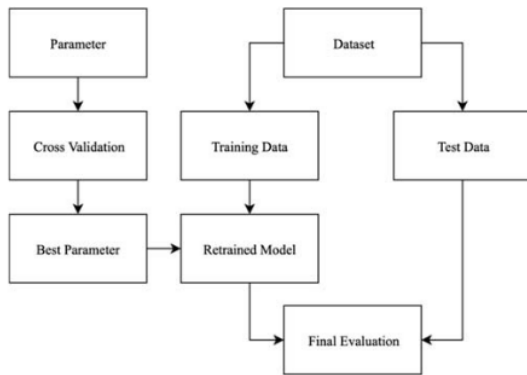 Parameter
Dataset
Cross Validation
Training Data
Test Data
Best Parameter
Retrained Model
Final Evaluation